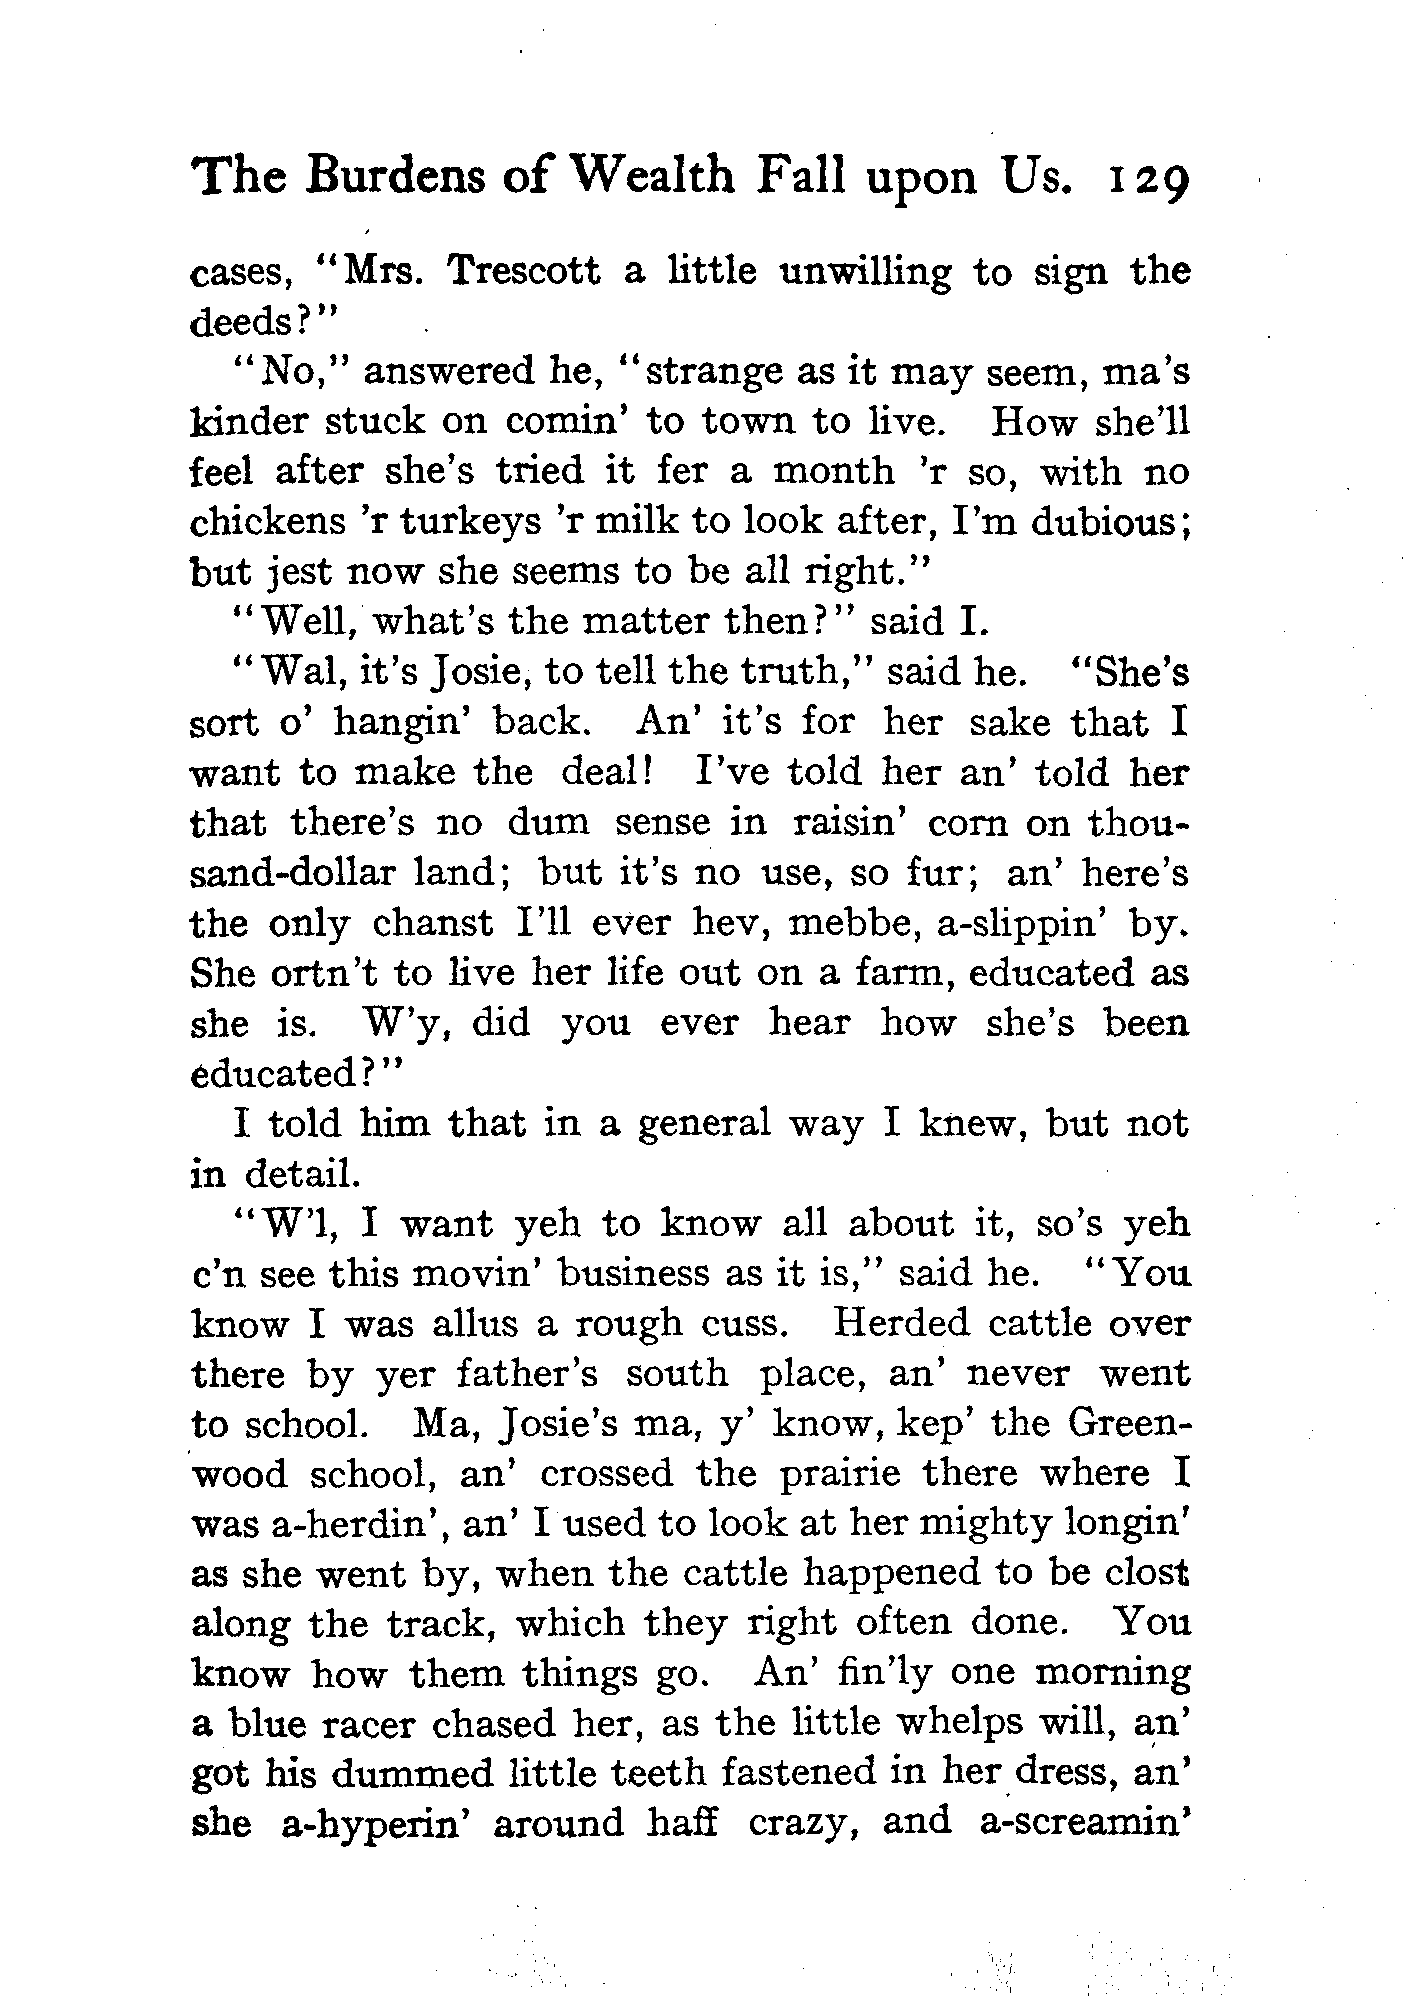 The Burdens of Wealth Fall upon Us. 129
cases, "Mrs. Trescott a little unwilling to sign the
deeds?"
"No," answered he, "strange as it may seem, ma's
kinder stuck on comin' to town to live. How she'll
feel after she's tried it fer a month 'r so, with no
chickens 'r turkeys 'r milk to look after, I'm dubious;
but jest now she seems to be all right."
"Well, what's the matter then?" said I.
"Wal, it's Josie, to tell the truth," said he. "She's
sort o' hangin' back. An' it's for her sake that I
want to make the deal! I've told her an' told her
that there's no dum sense in raisin' corn on thou-
sand-dollar land; but it's no use, so fur; an' here's
the only chanst I'll ever hev, mebbe, a-slippin' by.
She ortn't to live her life out on a farm, educated as
she is. W'y, did you ever hear how she's been
educated?"
I told him that in a general way I knew, but not
in detail.
"W'l, I want yeh to know all about it, so's yeh
c'n see this movin' business as it is," said he. "You
know I was allus a rough cuss. Herded cattle over
there by yer father's south place, an' never went
to school. Ma, Josie's ma, y' know, kep' the Green-
wood school, an' crossed the prairie there where I
was a-herdin', an' I used to look at her mighty longin'
as she went by, when the cattle happened to be clost
along the track, which they right often done. You
know how them things go. An' fin'ly one morning
a blue racer chased her, as the little whelps will, an'
got his dummed little teeth fastened in her dress, an'
she a-hyperin' around haff crazy, and a-screamin'